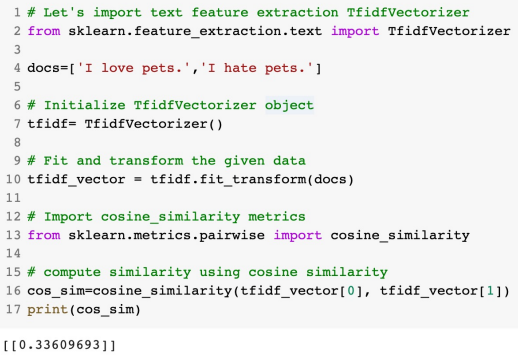 1 # Let's import text feature extraction TfidfVectorizer
2 from sklearn.feature_extraction.text import TfidfVectorizer
3
4 docs=['I love pets.','I hate pets.']
5
6 # Initialize TfidfVectorizer object
7 tfidf= TfidfVectorizer()
8
9 # Fit and transform the given data
10 tfidf_vector = tfidf.fit_transform(docs)
11
12 # Import cosine_similarity metrics
13 from sklearn.metrics.pairwise import cosine_similarity
14
15 # compute similarity using cosine similarity
16 cos_sim=cosine_similarity(tfidf_vector[0], tfidf_vector[1])
17 print(cos_sim)
[[0.33609693]]